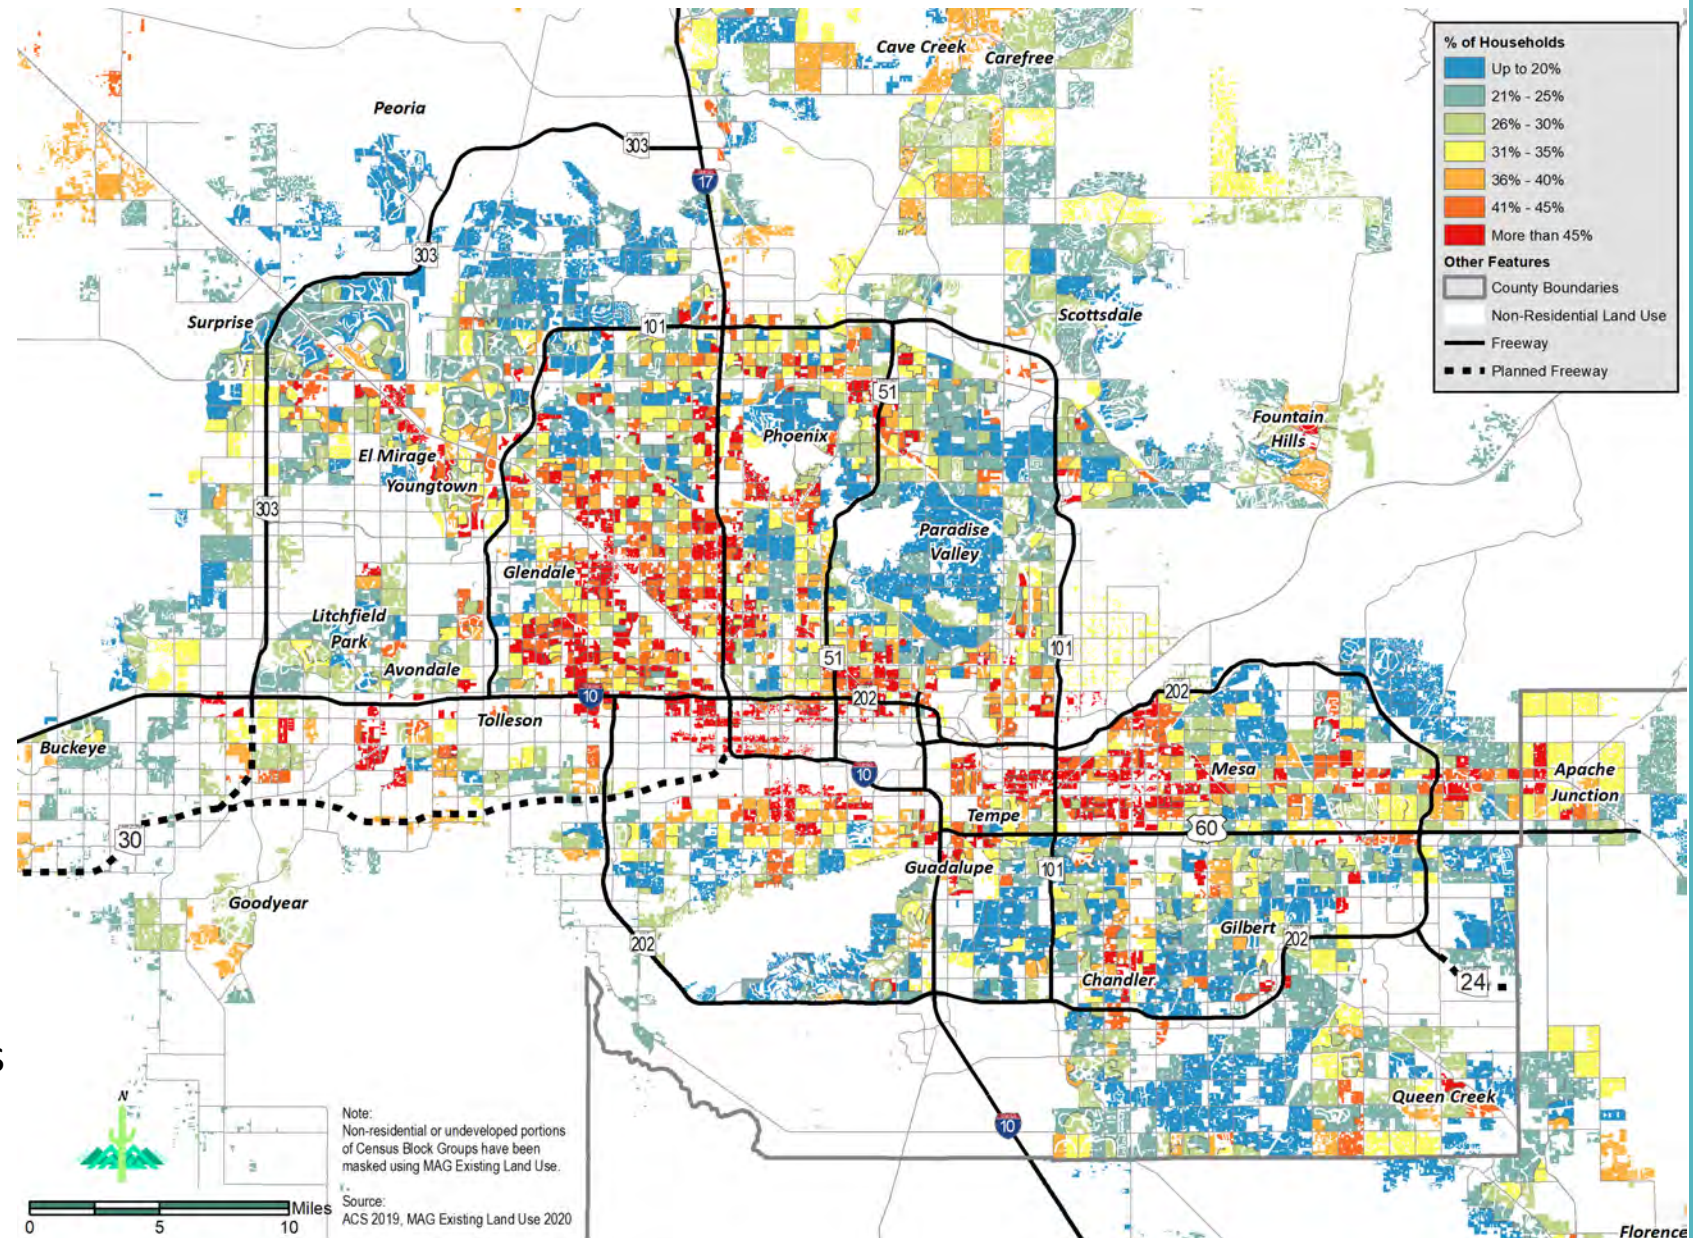 % of Households
Up to 20%
21% - 25%
26% - 30%
31% - 35%
36% - 40%
41% - 45%
More than 45%
Other Features
County Boundaries
Non-Residential Land Use
Freeway
Planned Freeway
Cave Creek
Carefree
Peoria
303
17
303
Surprise
101
Scottsdale
51
Fountain
Hills
Phoenix
El Mirage
Youngtown
303
Paradise
Valley
Glendale
Litchfield
Park
Avondale
51
101
10
202
202
Tolleson
Buckeye
10
Mesa
Apache
Junction
Tempe
60
30
Guadalupe
101
Goodyear
202
Gilbert
202
Chandler
24
S
Queen Creek
10
Florence
N
Note:
Non-residential or undeveloped portions
of Census Block Groups have been
masked using MAG Existing Land Use.
Source:
ACS 2019, MAG Existing Land Use 2020
Miles
0 5 10